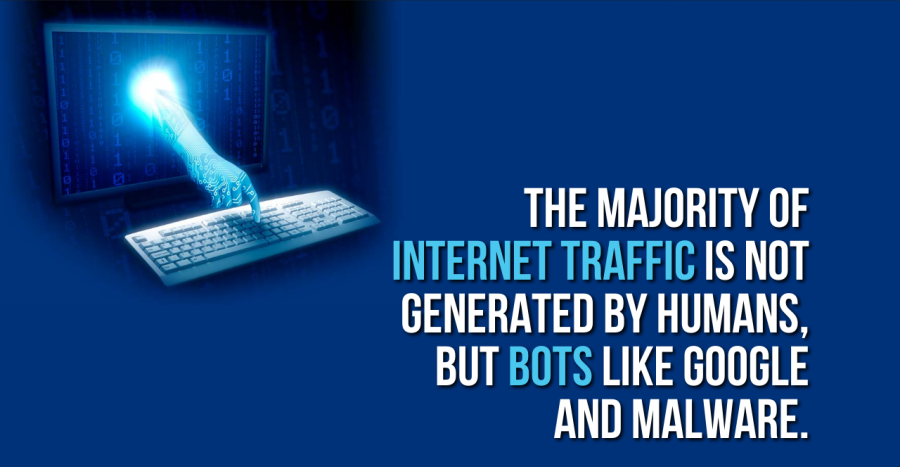 THE MAJORITY OF
INTERNET TRAFFIC IS NOT
GENERATED BY HUMANS,
BUT BOTS LIKE GOOGLE
AND MALWARE.